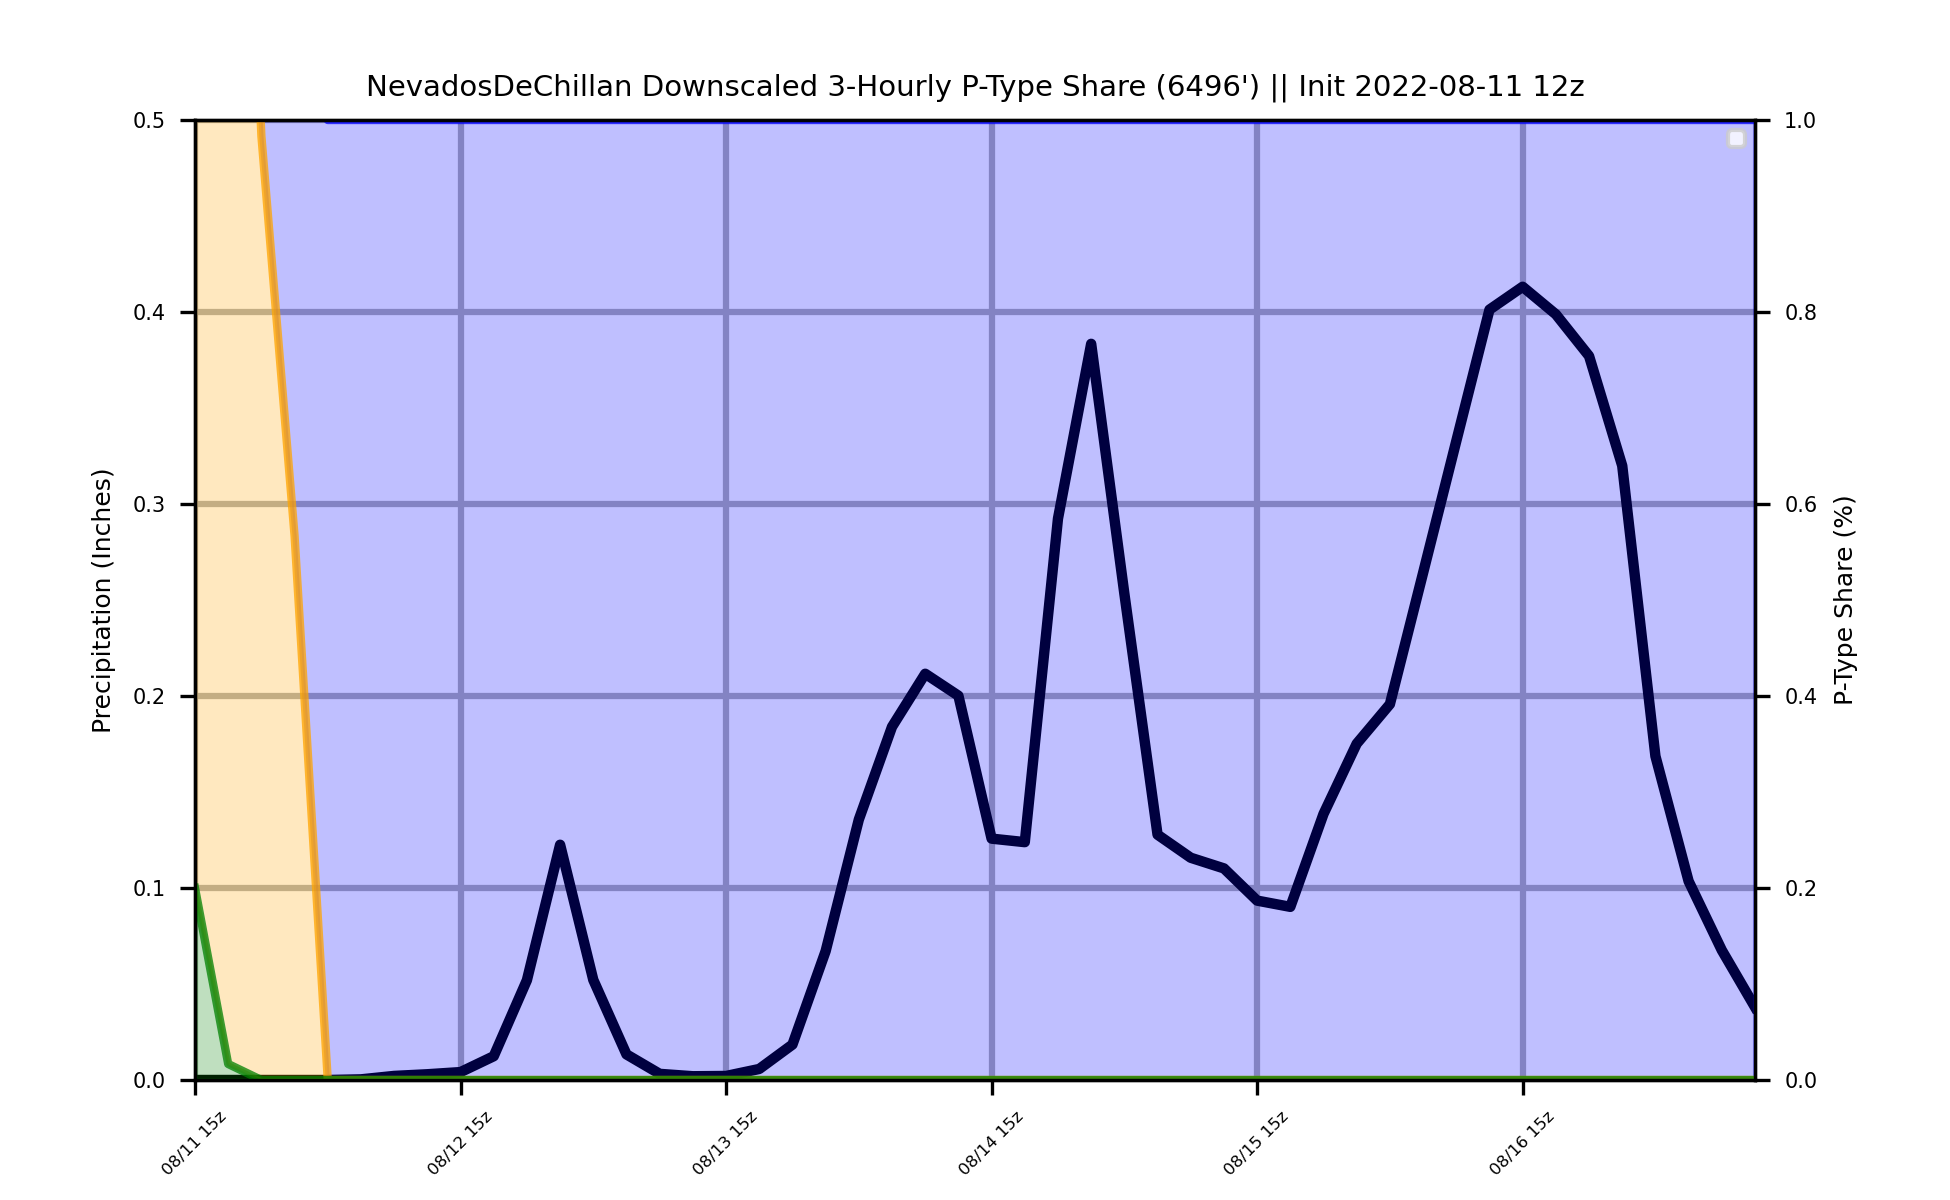 NevadosDeChillan Downscaled 3-Hourly P-Type Share (6496') || Init 2022-08-11 12z
Precipitation (Inches)
0.5
0.4
0.3
0.2
0.1
0.0
1.0
0.8
0.6
0.4
0.2
0.0
P-Type Share (%)
08/11 15z
08/12 15z
08/13 15z
08/14 15z
08/15 15z
08/16 15z